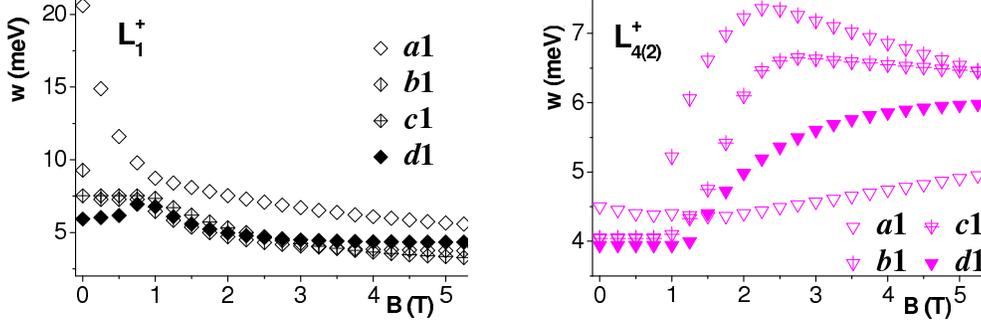 20
15
10
5
w (meV)
L1+
a1
b1
c1
d1
0 1 2 3 4 5
B (T)
7
6
5
4
w (meV)
L4(2)+
a1 c1
b1 d1
0 1 2 3 4 5
B (T)